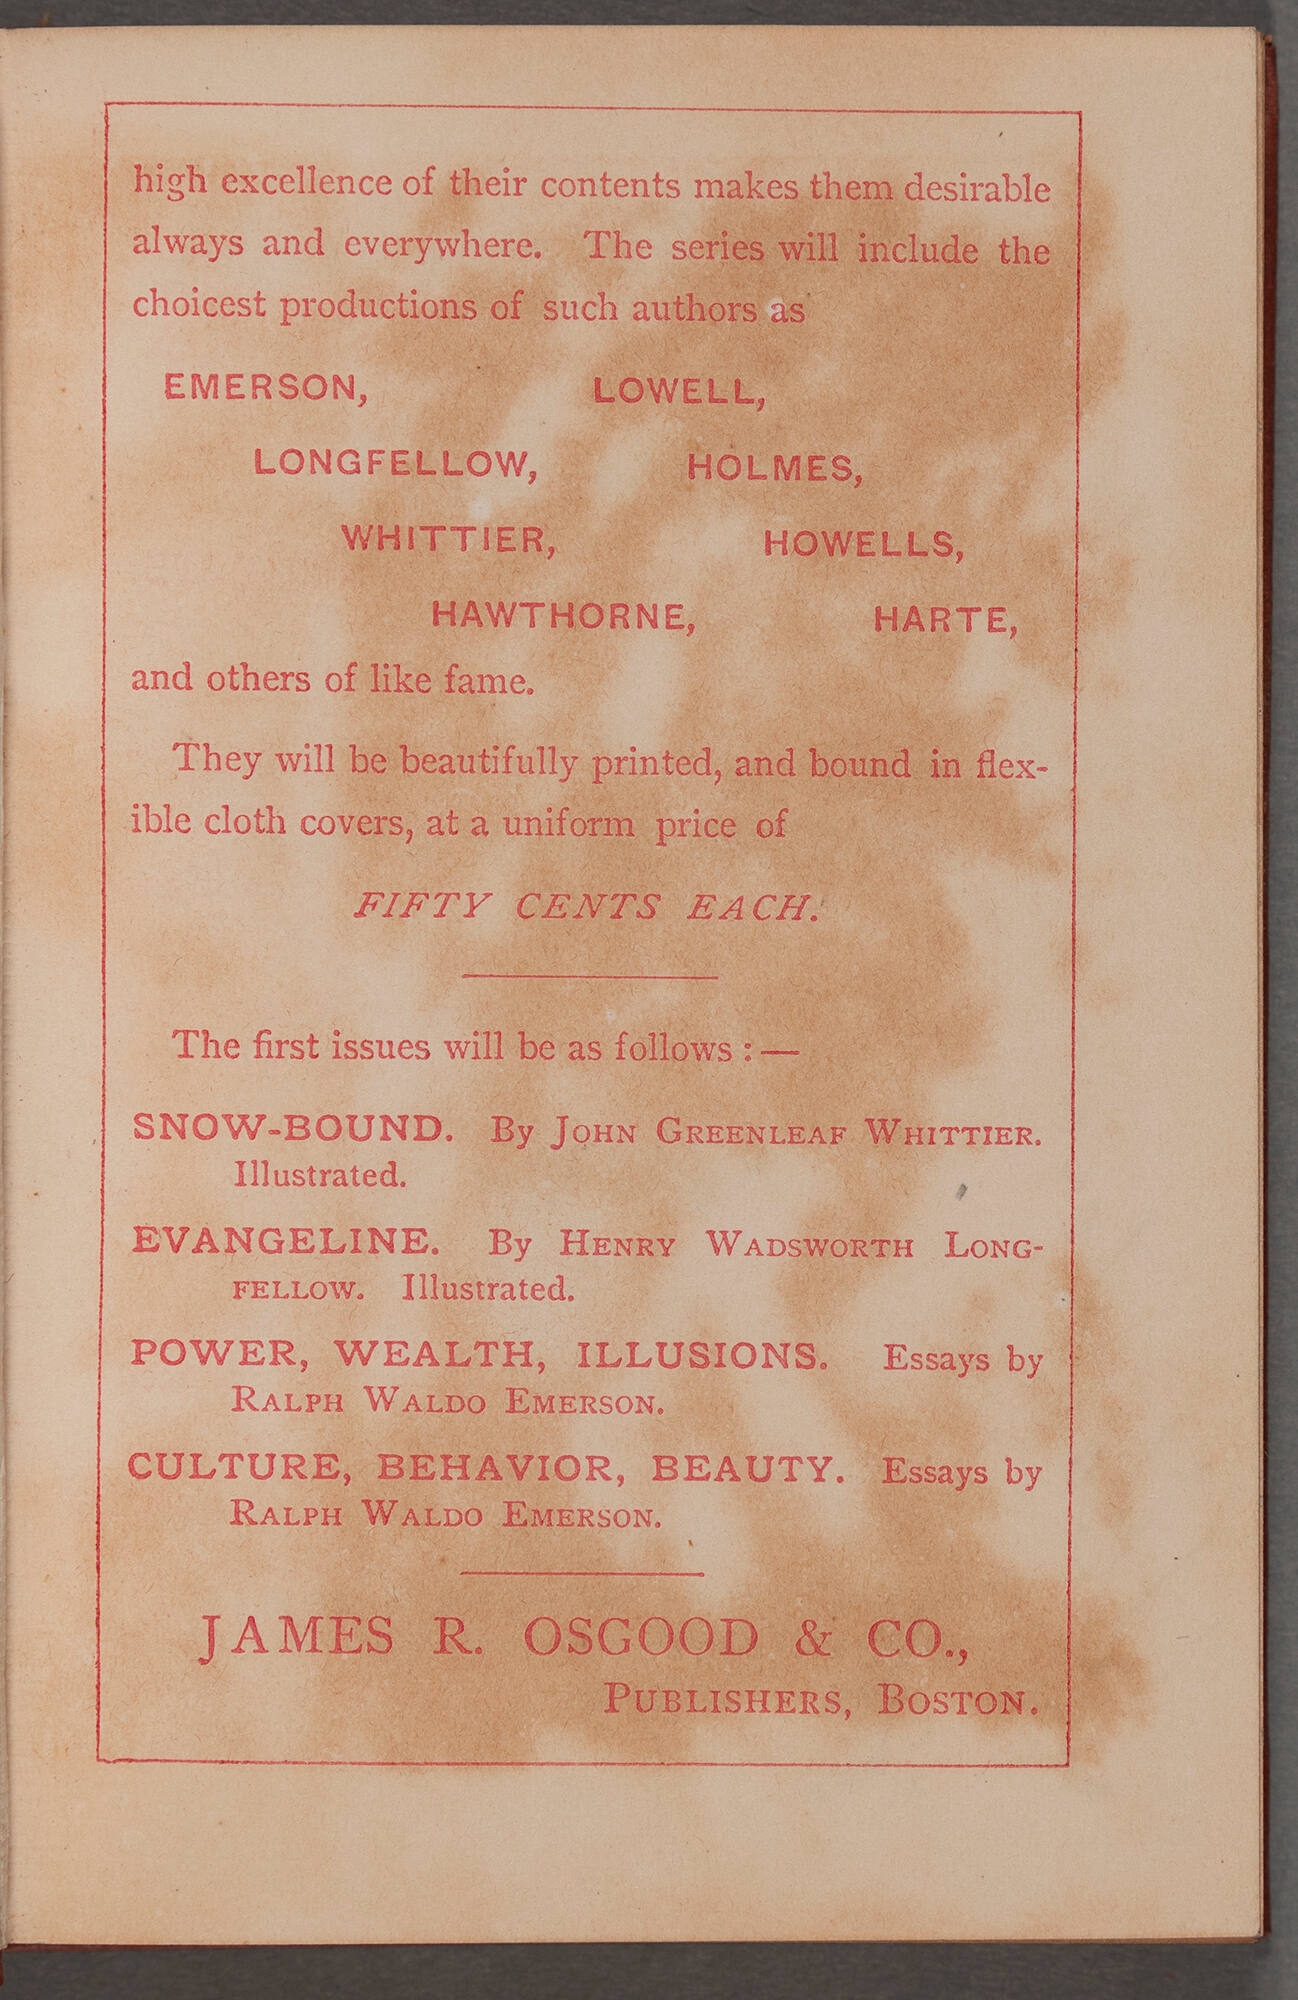 high excellence of their contents makes them desirable
always and everywhere. The series will include the
choicest productions of such authors as
EMERSON, LOWELL,
LONGFELLOW, HOLMES,
WHITTIER, HOWELLS,
HAWTHORNE, HARTE,
and others of like fame.
They will be beautifully printed, and bound in flex-
ible cloth covers, at a uniform price of
FIFTY CENTS EACH.
The first issues will be as follows : —
SNOW-BOUND. By JOHN GREENLEAF WHITTIER.
Illustrated.
EVANGELINE. By HENRY WADSWORTH LONG-
FELLOW. Illustrated.
POWER, WEALTH, ILLUSIONS. Essays by
RALPH WALDO EMERSON.
CULTURE, BEHAVIOR, BEAUTY. Essays by
RALPH WALDO EMERSON.
JAMES R. OSGOOD & CO.,
PUBLISHERS, BOSTON.